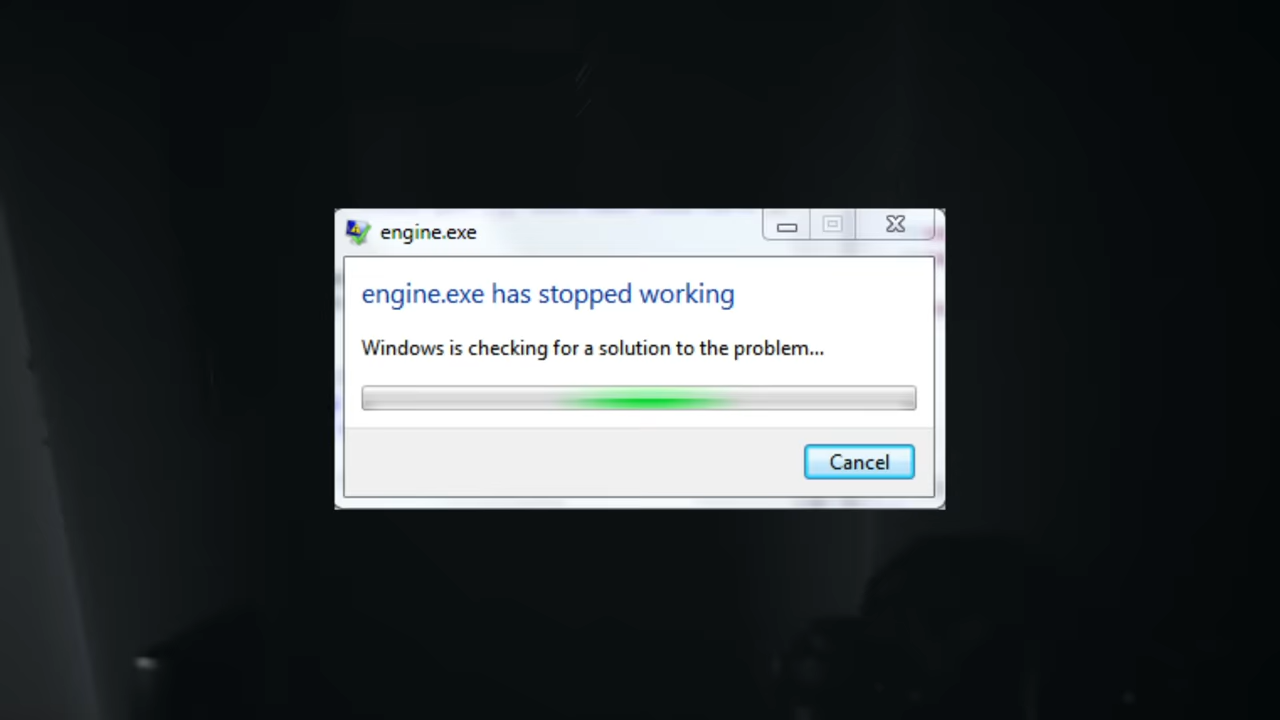 engine.exe
engine.exe has stopped working
Windows is checking for a solution to the problem...
Cancel